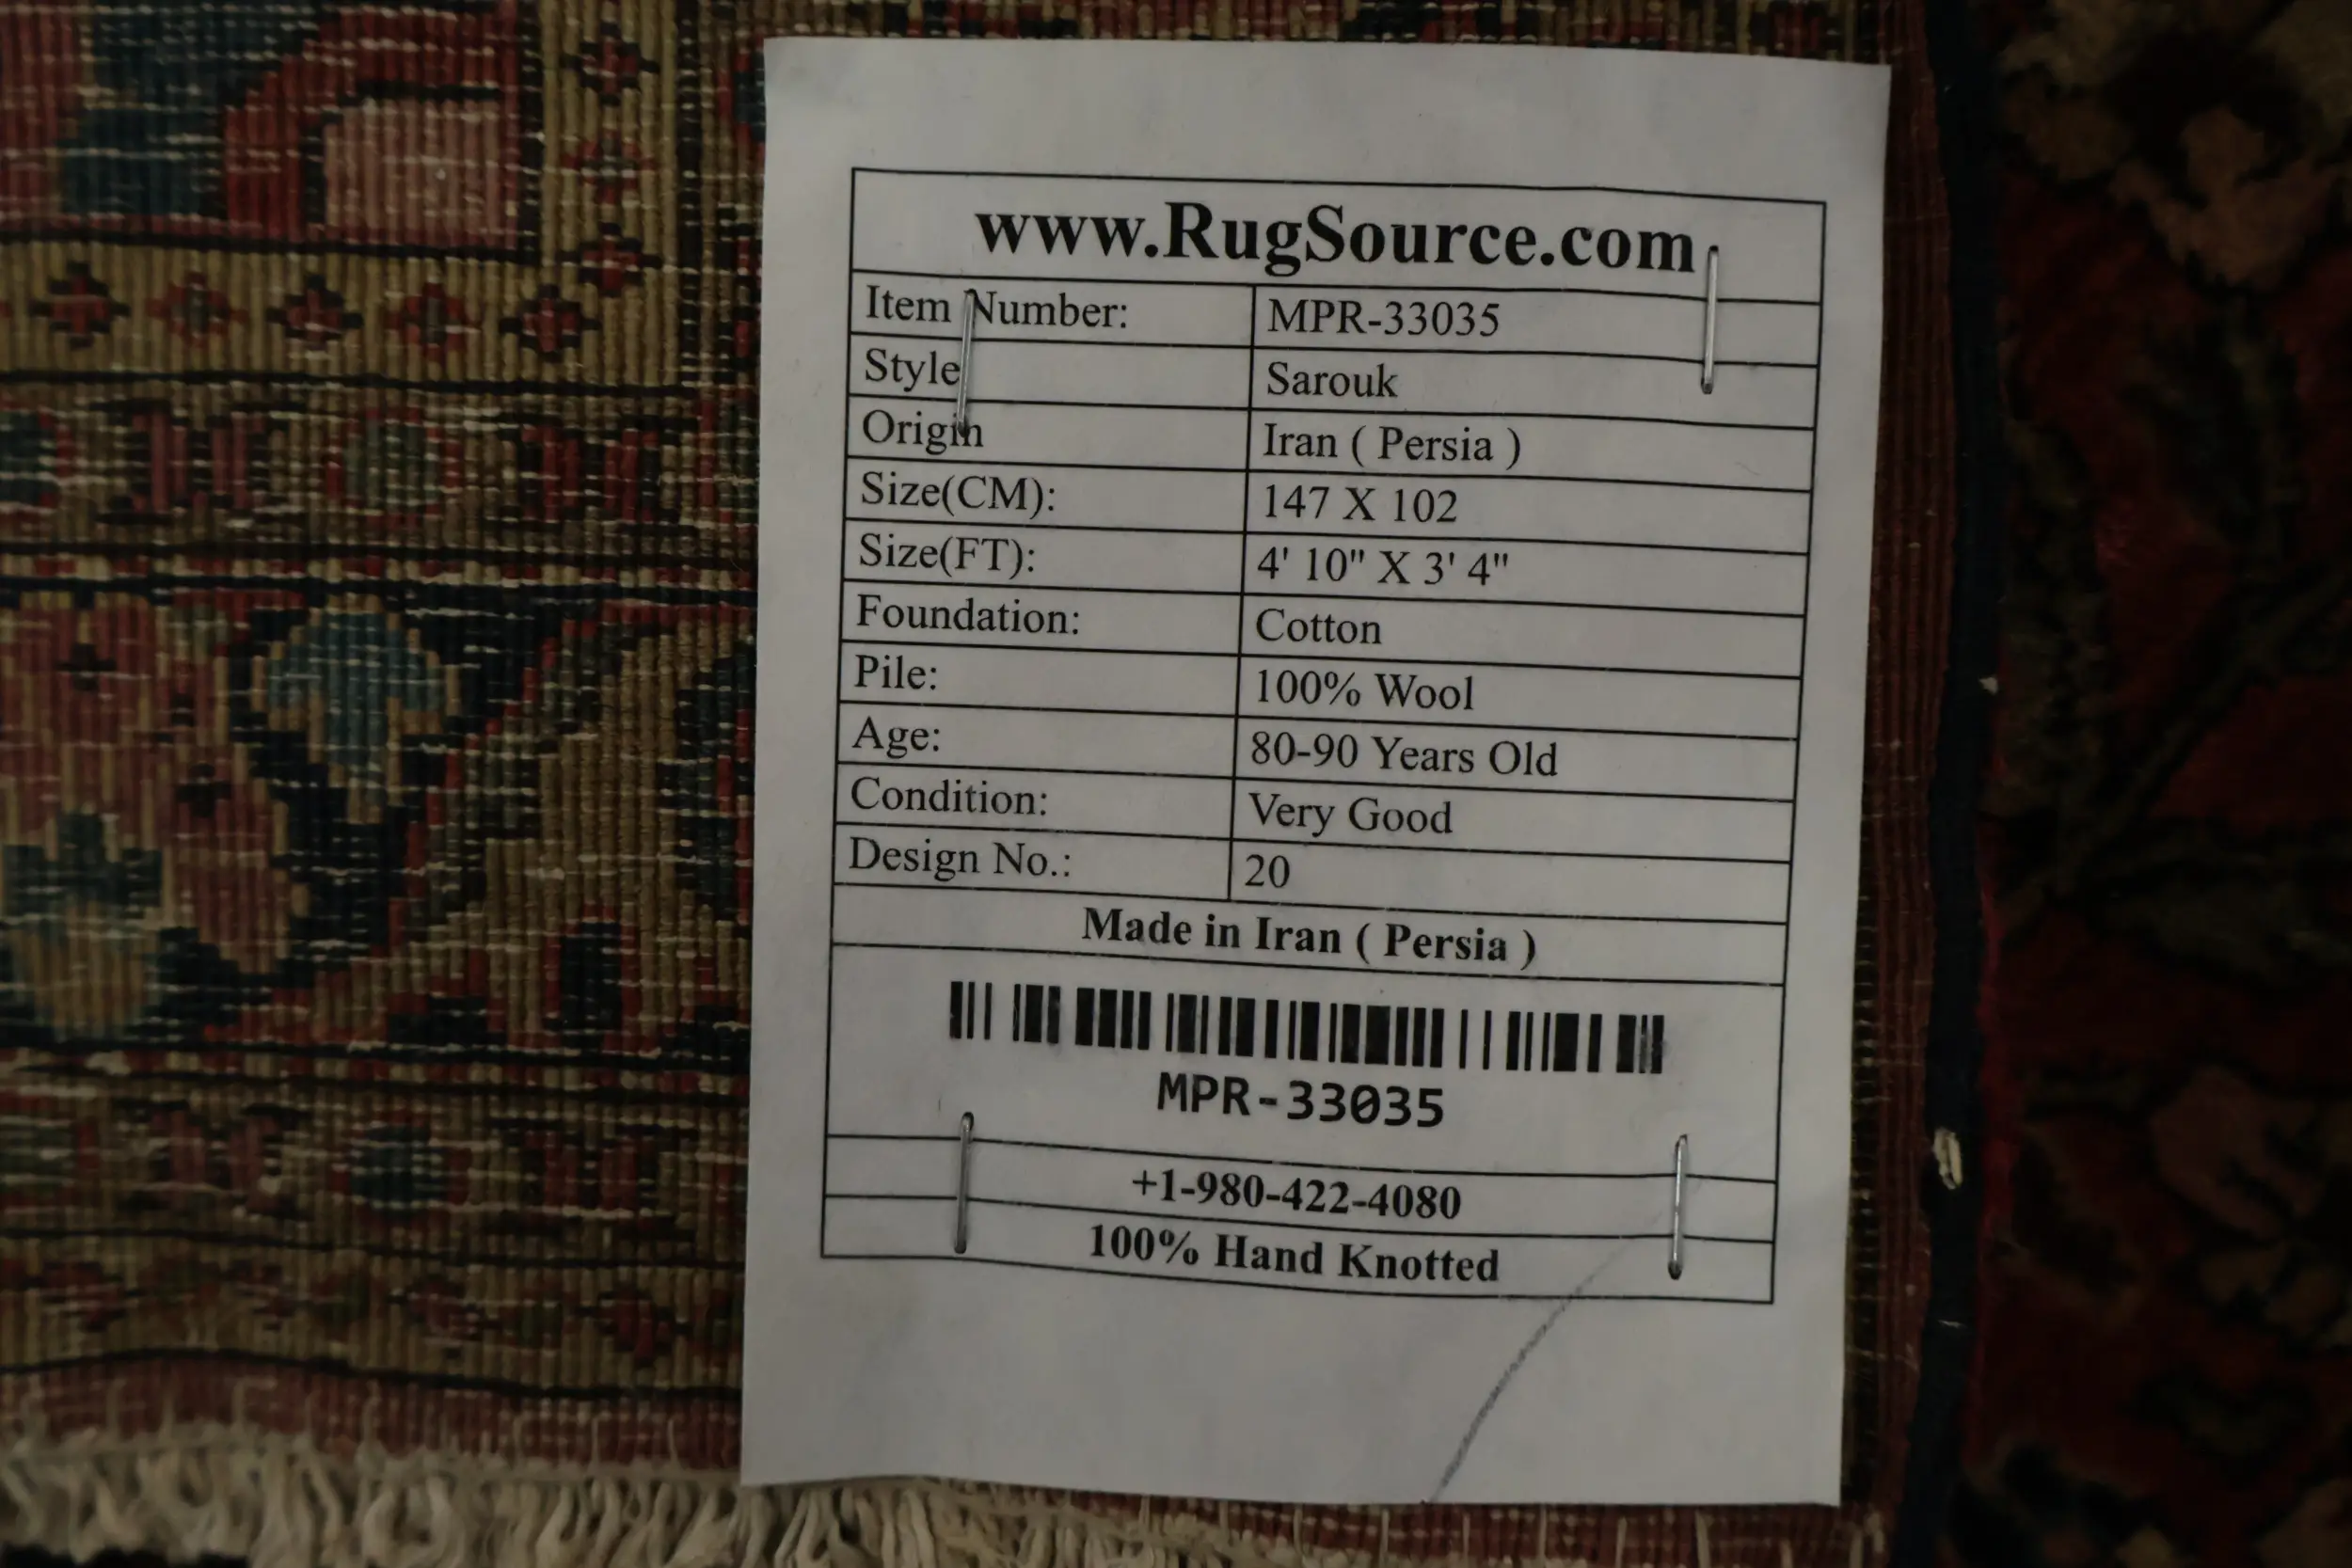 www.RugSource.com
Item Number: MPR-33035
Style Sarouk
Origin Iran ( Persia )
Size(CM): 147 X 102
Size(FT): 4' 10" X 3' 4"
Foundation: Cotton
Pile: 100% Wool
Age: 80-90 Years Old
Condition: Very Good
Design No.: 20
Made in Iran ( Persia )
MPR-33035
+1-980-422-4080
100% Hand Knotted